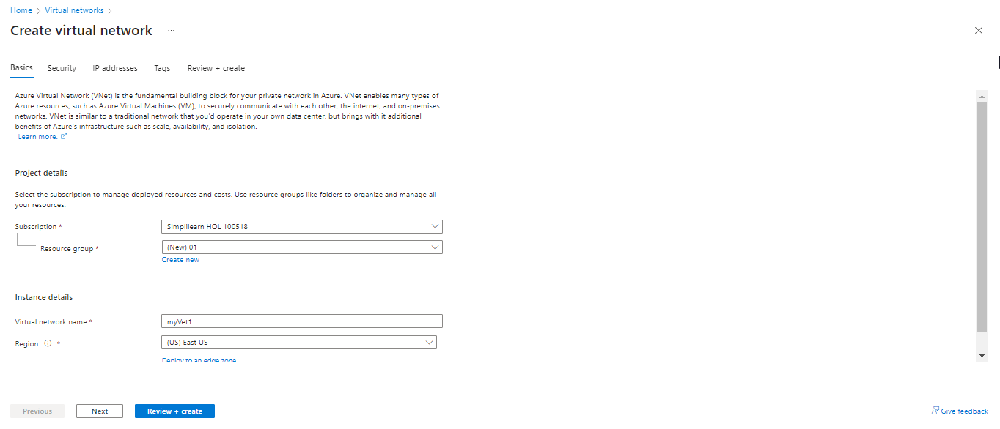 Home > Virtual networks >
Create virtual network ...
Basics Security IP addresses Tags Review + create
Azure Virtual Network (VNet) is the fundamental building block for your private network in Azure. VNet enables many types of
Azure resources, such as Azure Virtual Machines (VM), to securely communicate with each other, the internet, and on-premises
networks. VNet is similar to a traditional network that you'd operate in your own data center, but brings with it additional
benefits of Azure's infrastructure such as scale, availability, and isolation.
Learn more.
Project details
Select the subscription to manage deployed resources and costs. Use resource groups like folders to organize and manage all
your resources.
Subscription * Simplilearn HOL 100518
Resource group * (New) 01
Create new
Instance details
Virtual network name * myVet1
Region * (US) East US
Deploy to an edge zone
Previous Next Review + create Give feedback